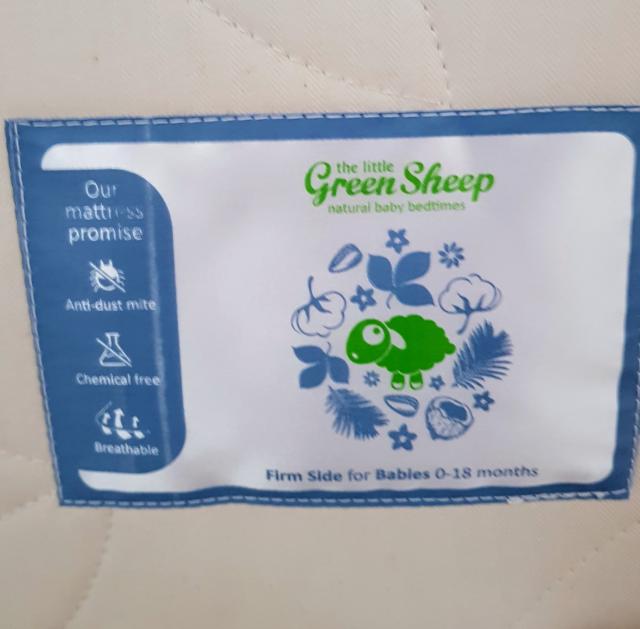 Our
mattress
promise
Anti-dust mite
Chemical free
Breathable
the little
Green Sheep
natural baby bedtimes
Firm Side for Babies 0-18 months